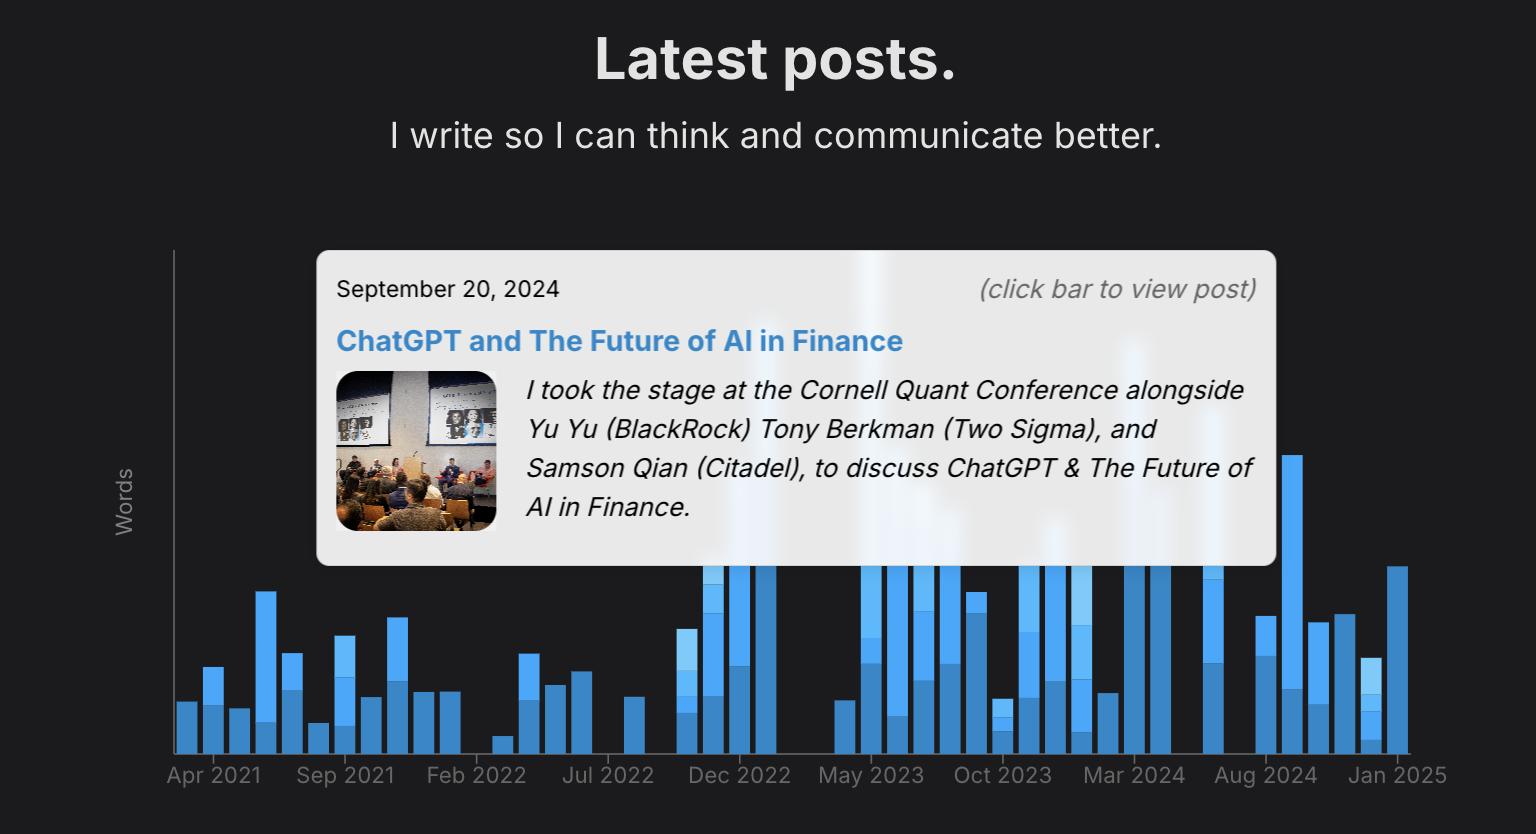 Latest posts.
I write so I can think and communicate better.
September 20, 2024
(click bar to view post)
ChatGPT and The Future of AI in Finance
I took the stage at the Cornell Quant Conference alongside
Yu Yu (BlackRock) Tony Berkman (Two Sigma), and
Samson Qian (Citadel), to discuss ChatGPT & The Future of
AI in Finance.
Words
Apr 2021
Sep 2021
Feb 2022
Jul 2022
Dec 2022
May 2023
Oct 2023
Mar 2024
Aug 2024
Jan 2025